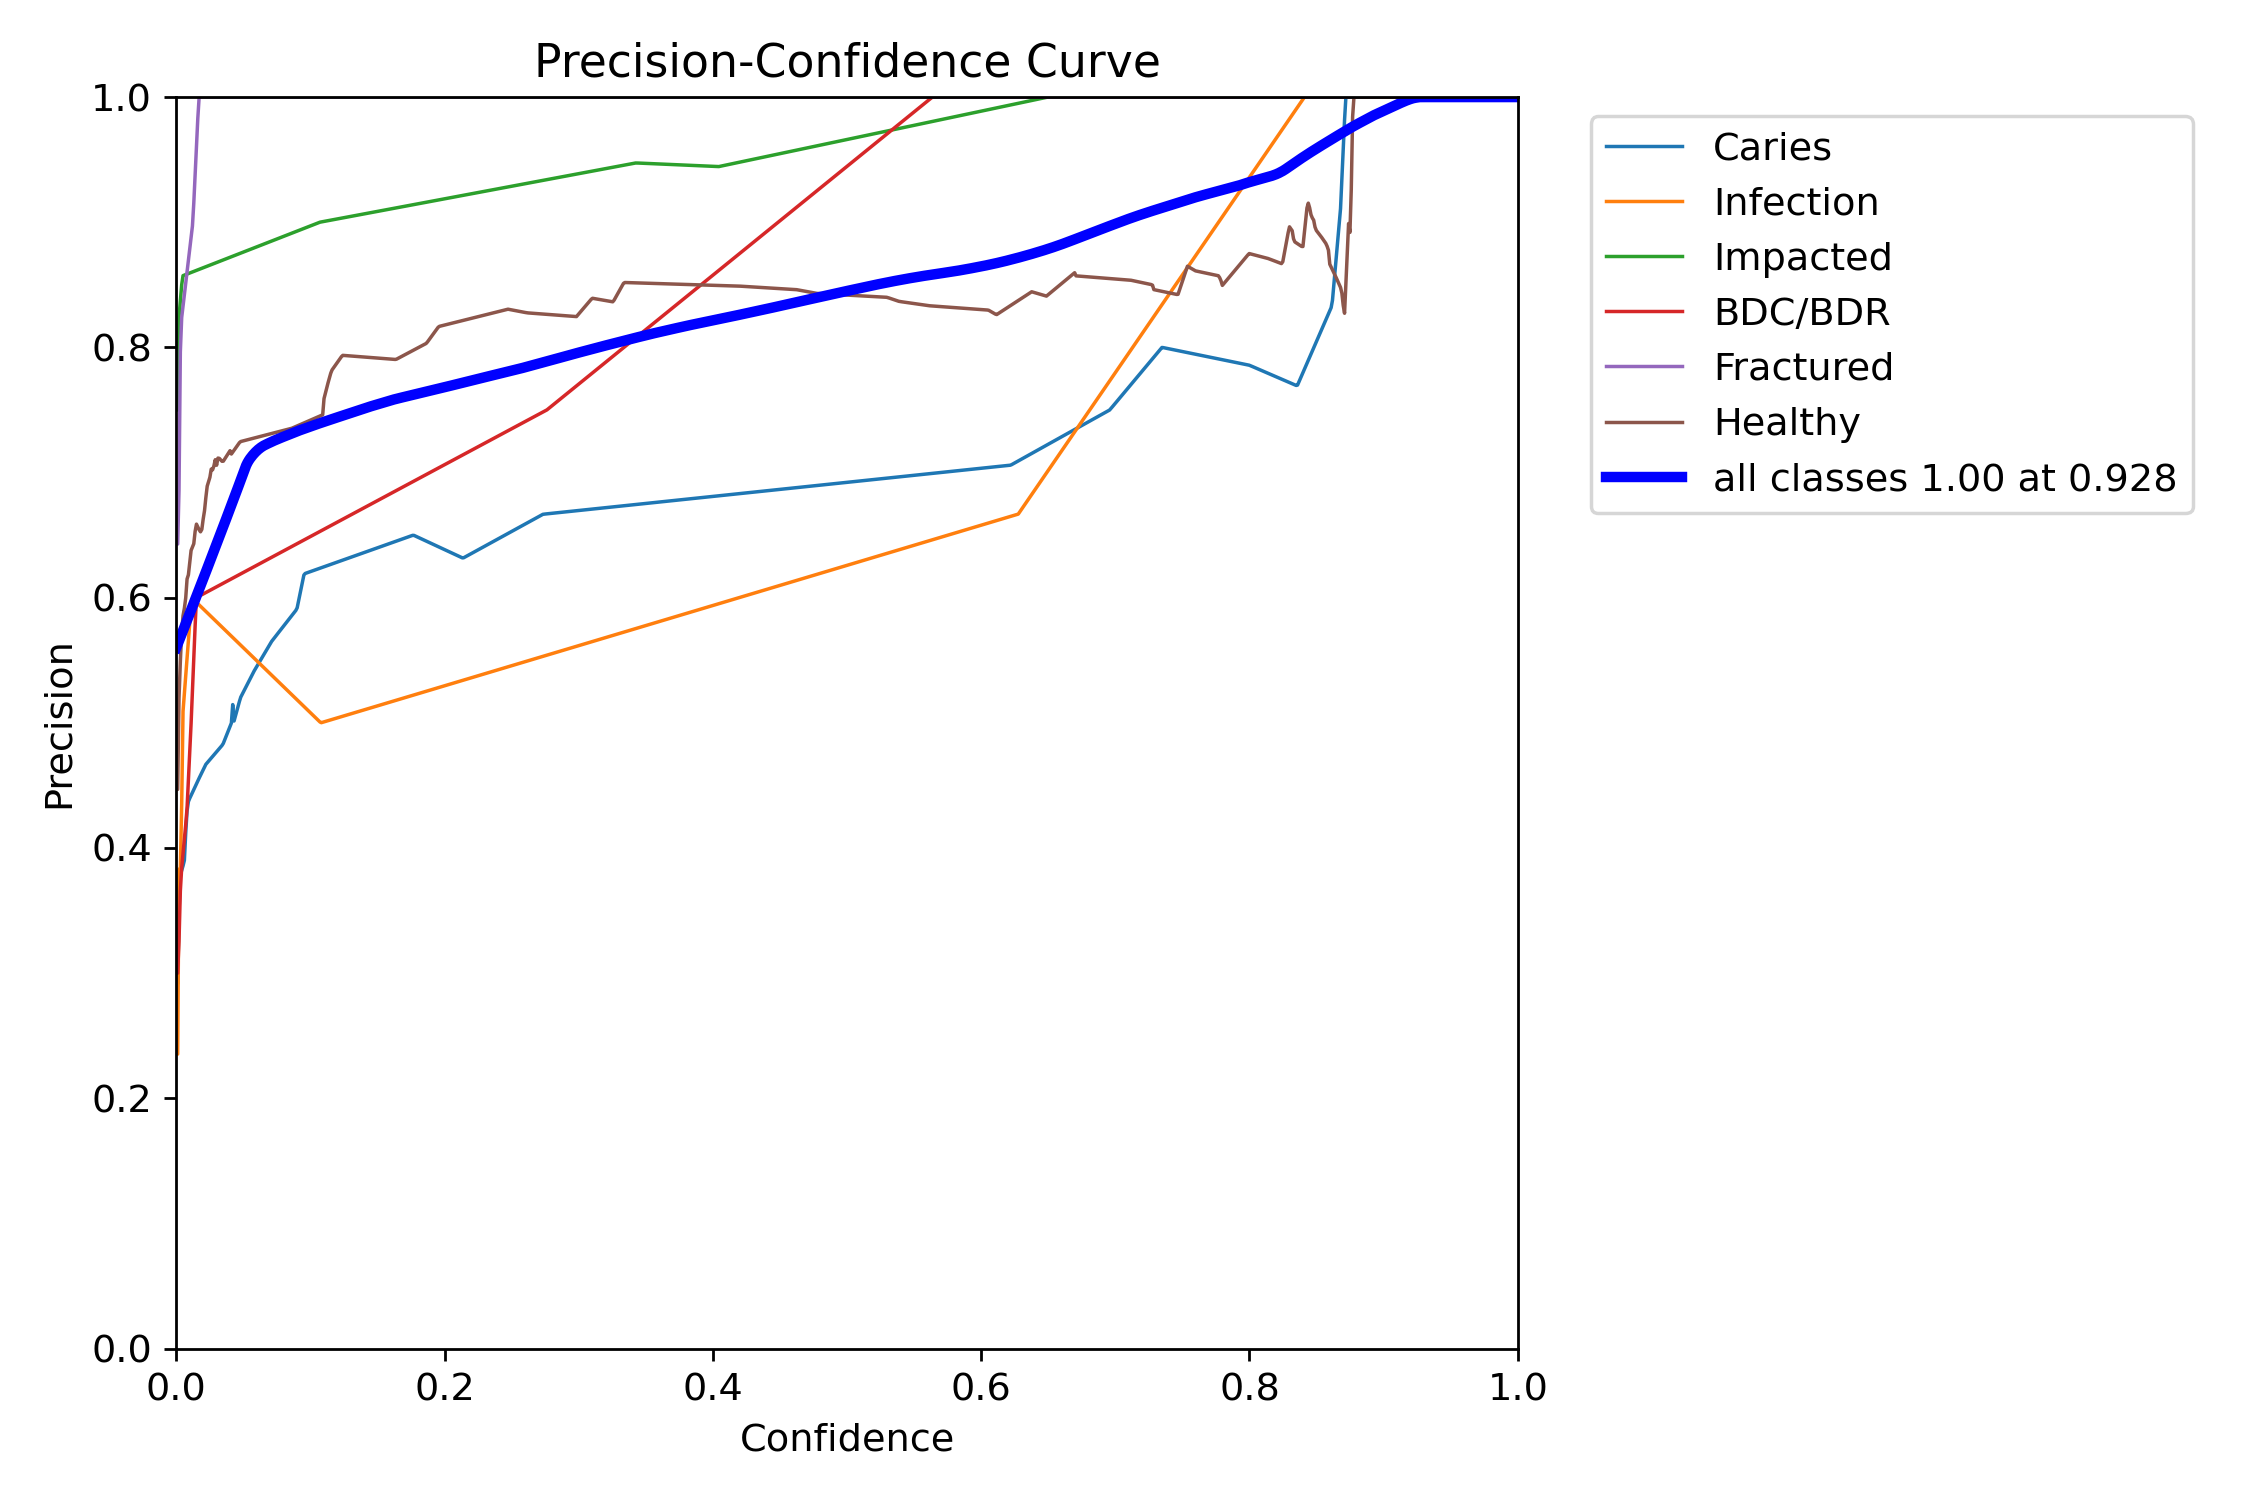 Precision-Confidence Curve
1.0
0.8
0.6
0.4
0.2
0.0
Precision
0.0 0.2 0.4 0.6 0.8 1.0
Confidence
Caries
Infection
Impacted
BDC/BDR
Fractured
Healthy
all classes 1.00 at 0.928